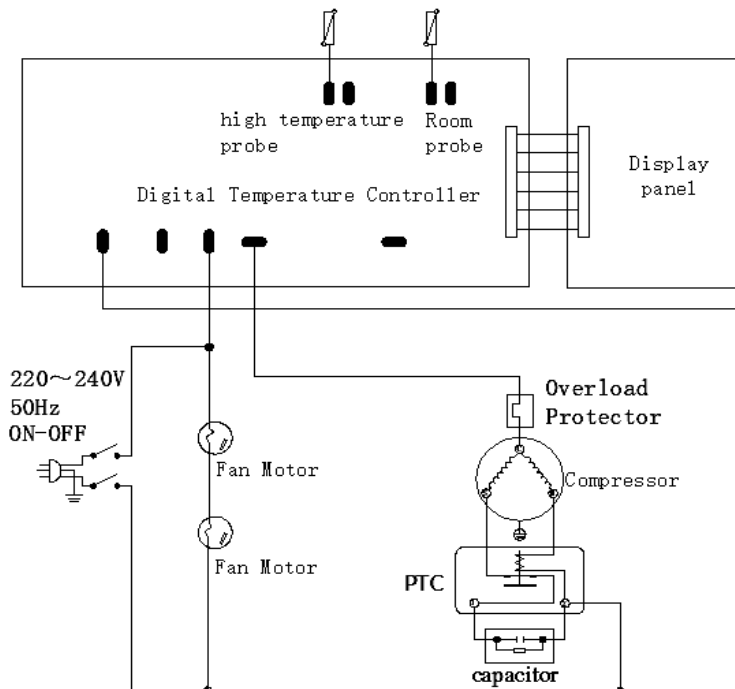 high temperature
probe
Room
probe
Display
panel
Digital Temperature Controller
220～240V
50Hz
ON-OFF
Overload
Protector
Fan Motor
Compressor
Fan Motor
PTC
capacitor